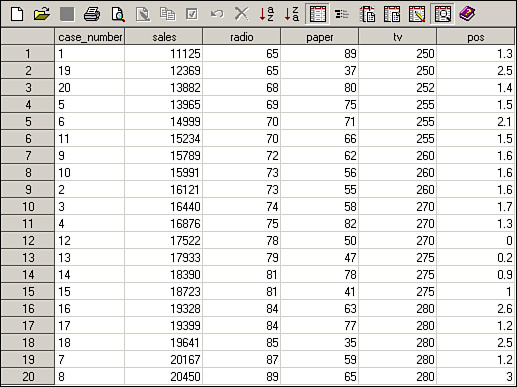 case_number sales radio paper tv pos
1 1 11125 65 89 250 1.3
2 19 12369 65 37 250 2.5
3 20 13882 68 80 252 1.4
4 5 13965 69 75 255 1.5
5 6 14999 70 71 255 2.1
6 11 15234 70 66 255 1.5
7 9 15789 72 62 260 1.6
8 10 15991 73 56 260 1.6
9 2 16121 73 55 260 1.6
10 3 16440 74 58 270 1.7
11 4 16876 75 82 270 1.3
12 12 17522 78 50 270 0
13 13 17933 79 47 275 0.2
14 14 18390 81 78 275 0.9
15 15 18723 81 41 275 1
16 16 19328 84 63 280 2.6
17 17 19399 84 77 280 1.2
18 18 19641 85 35 280 2.5
19 7 20167 87 59 280 1.2
20 8 20450 89 65 280 3